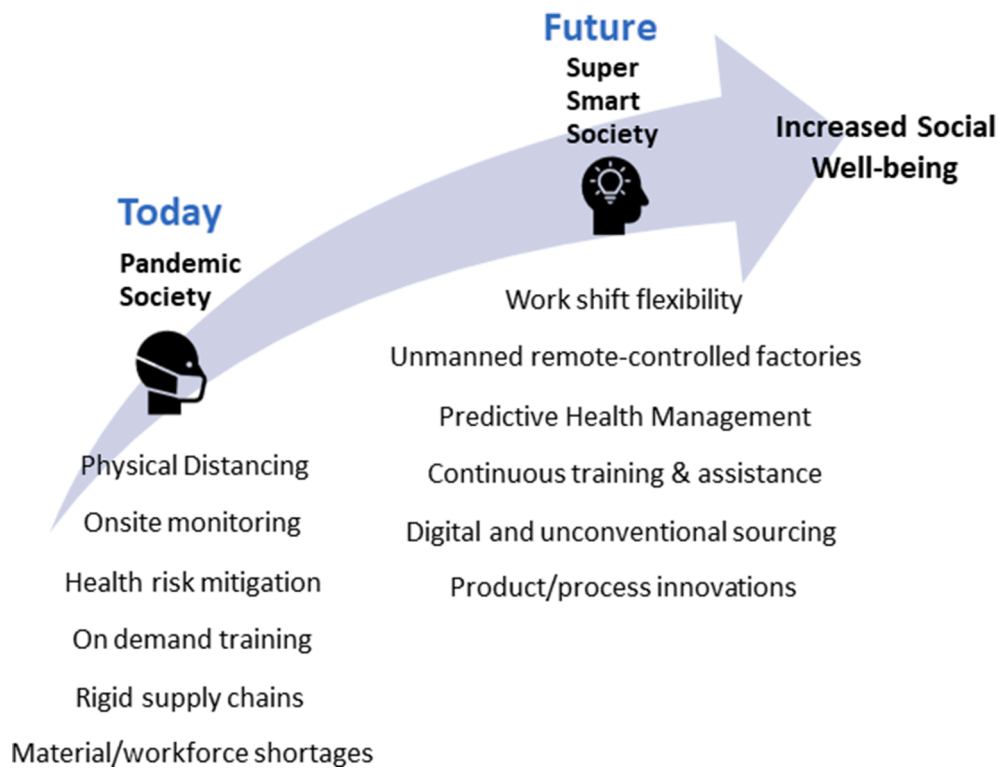 Future
Super
Smart
Society
Increased Social
Well-being
Today
Pandemic
Society
Work shift flexibility
Unmanned remote-controlled factories
Predictive Health Management
Continuous training & assistance
Digital and unconventional sourcing
Product/process innovations
Physical Distancing
Onsite monitoring
Health risk mitigation
On demand training
Rigid supply chains
Material/workforce shortages